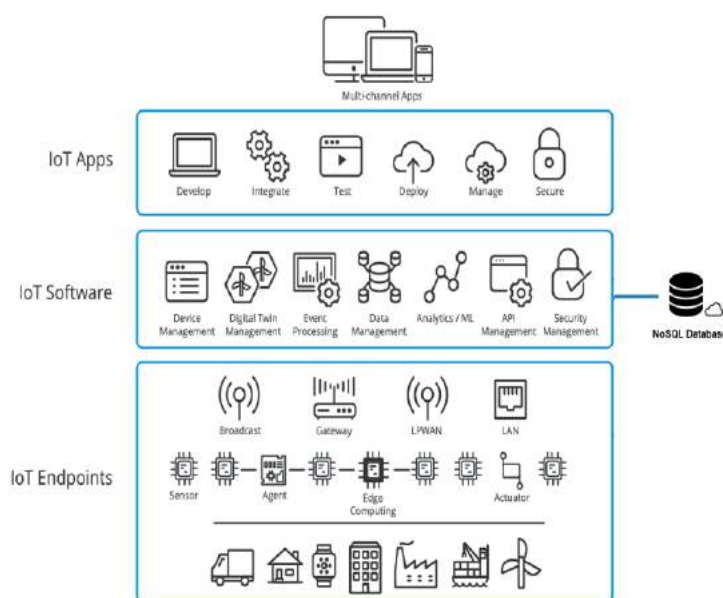 Multi-channel Apps
IoT Apps
Develop
Integrate
Test
Deploy
Manage
Secure
IoT Software
Device
Management
Digital Twin
Management
Event
Processing
Data
Management
Analytics / ML
API
Management
Security
Management
NoSQL Database
IoT Endpoints
Broadcast
Gateway
LPWAN
LAN
Sensor
Agent
Edge
Computing
Actuator